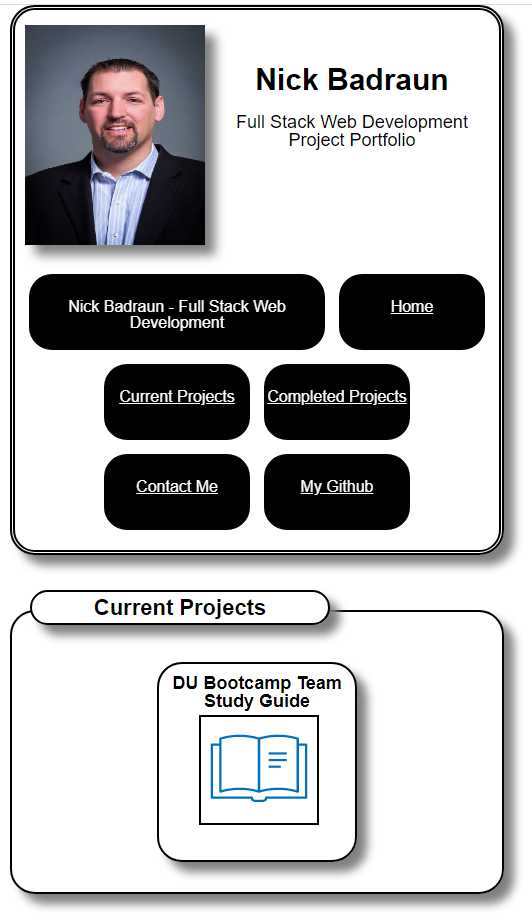 Nick Badraun
Full Stack Web Development
Project Portfolio
Nick Badraun - Full Stack Web
Development
Home
Current Projects
Completed Projects
Contact Me
My Github
Current Projects
DU Bootcamp Team
Study Guide